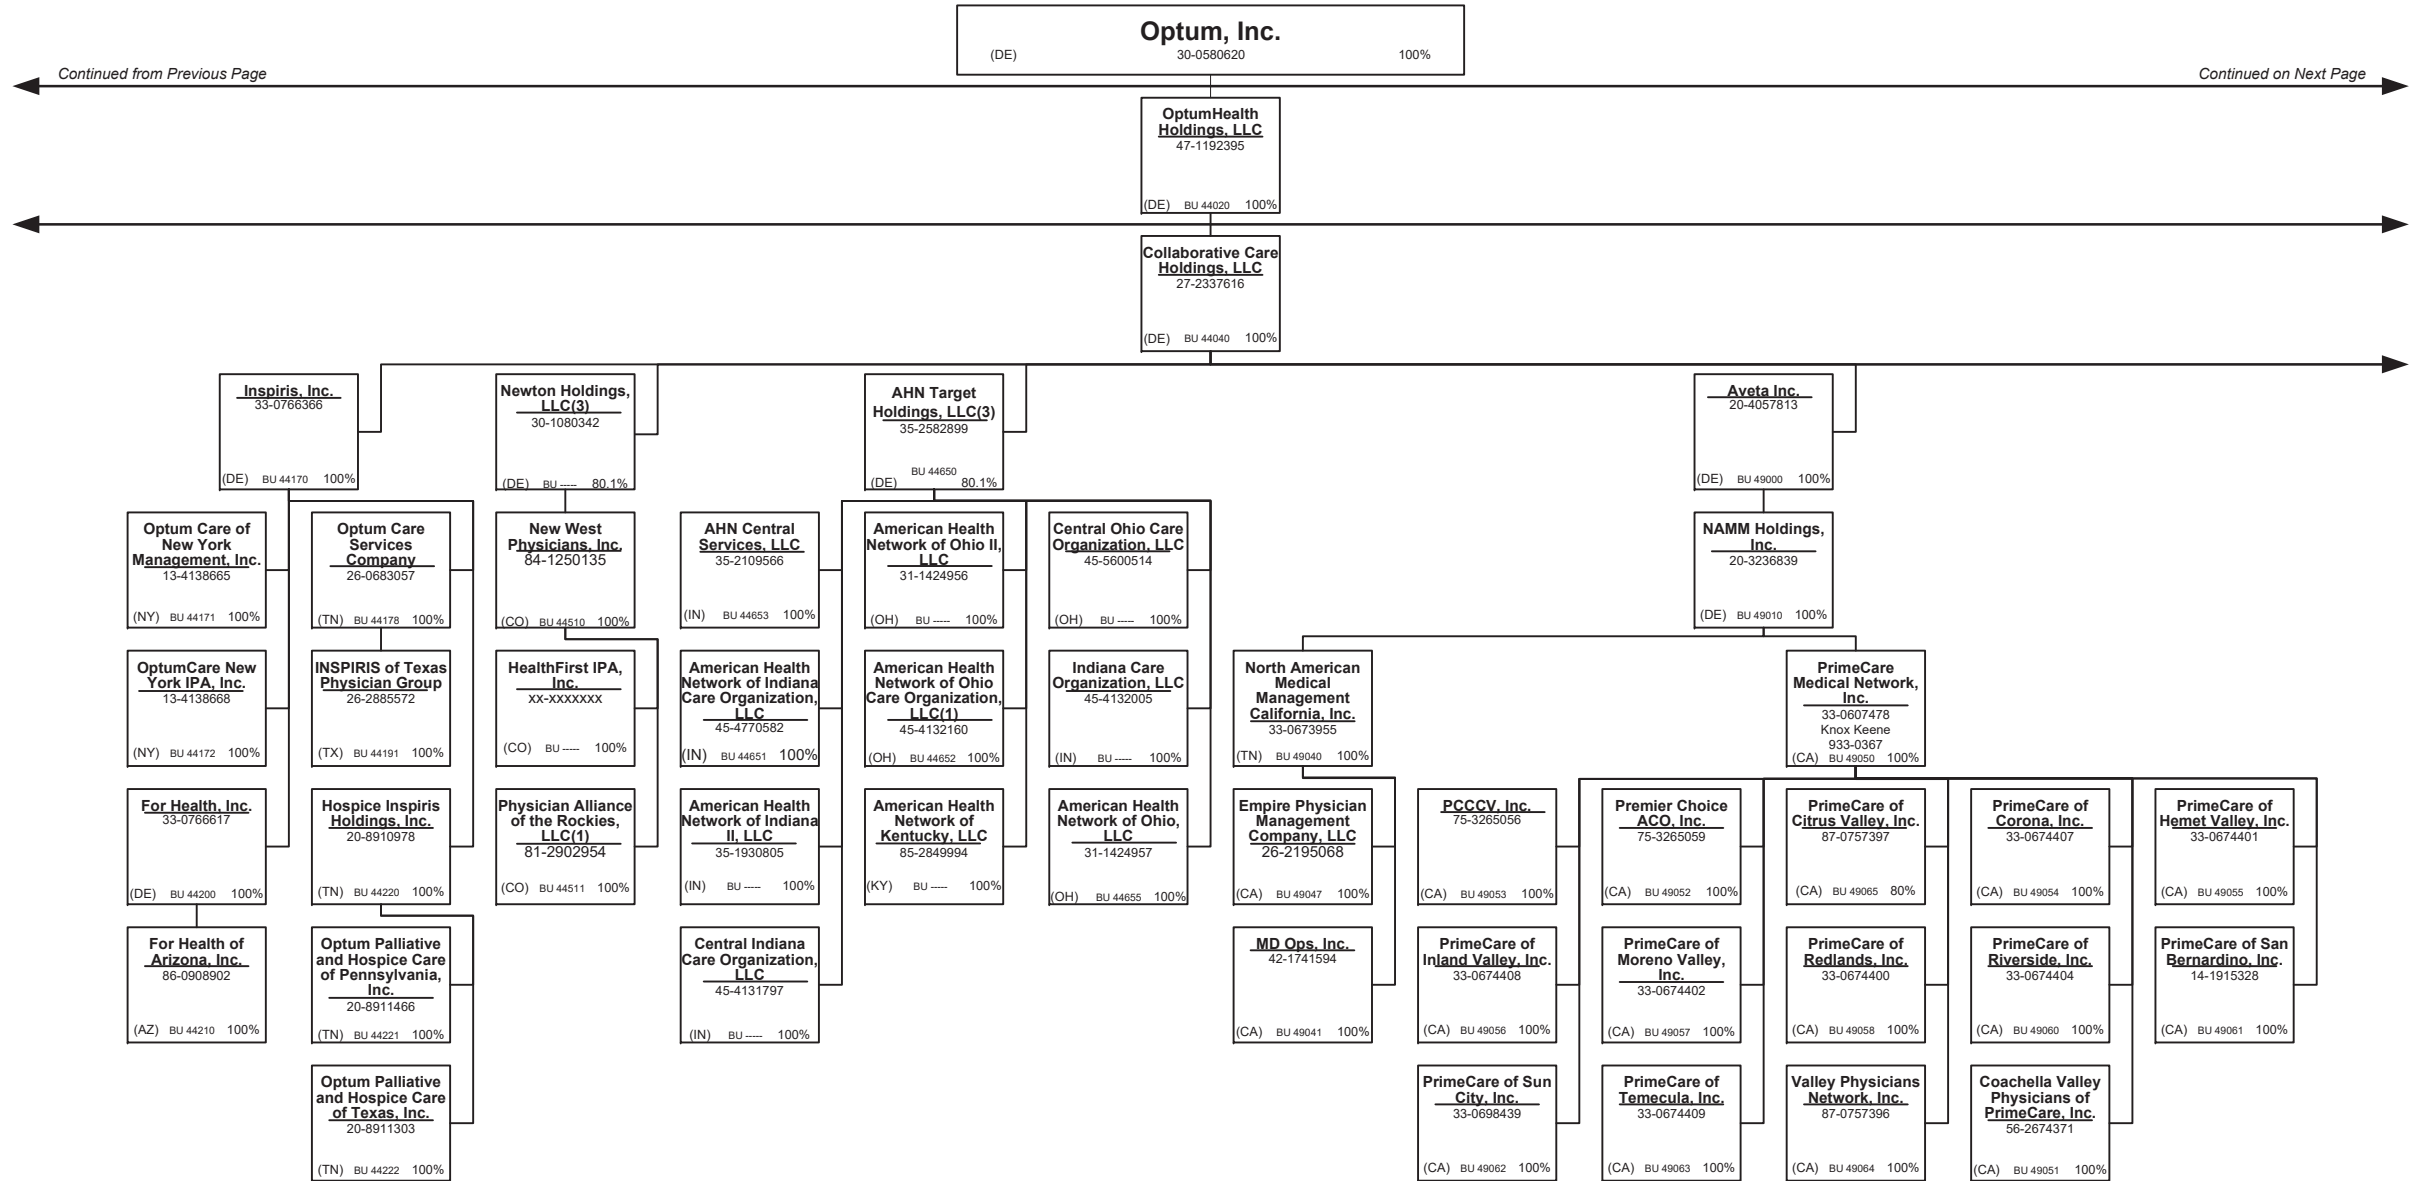 Optum, Inc.
(DE) 30-0580620 100%
Continued from Previous Page
Continued on Next Page
OptumHealth
Holdings, LLC
47-1192395
(DE) BU 44020 100%
Collaborative Care
Holdings, LLC
27-2337616
(DE) BU 44040 100%
Inspiris, Inc.
33-0766366
(DE) BU 44170 100%
Newton Holdings,
LLC(3)
30-1080342
(DE) BU ----- 80.1%
AHN Target
Holdings, LLC(3)
35-2582899
BU 44650
(DE) 80.1%
Aveta Inc.
20-4057813
(DE) BU 49000 100%
Optum Care of
New York
Management, Inc.
13-4138665
(NY) BU 44171 100%
Optum Care
Services
Company
26-0683057
(TN) BU 44178 100%
New West
Physicians, Inc.
84-1250135
(CO) BU 44510 100%
AHN Central
Services, LLC
35-2109566
(IN) BU 44653 100%
American Health
Network of Ohio II,
LLC
31-1424956
(OH) BU ----- 100%
Central Ohio Care
Organization, LLC
45-5600514
(OH) BU ----- 100%
NAMM Holdings,
Inc.
20-3236839
(DE) BU 49010 100%
OptumCare New
York IPA, Inc.
13-4138668
(NY) BU 44172 100%
INSPIRIS of Texas
Physician Group
26-2885572
(TX) BU 44191 100%
HealthFirst IPA,
Inc.
xx-xxxxxxx
(CO) BU ----- 100%
American Health
Network of Indiana
Care Organization,
LLC
45-4770582
(IN) BU 44651 100%
American Health
Network of Ohio
Care Organization,
LLC(1)
45-4132160
(OH) BU 44652 100%
Indiana Care
Organization, LLC
45-4132005
(IN) BU ----- 100%
North American
Medical
Management
California, Inc.
33-0673955
(TN) BU 49040 100%
PrimeCare
Medical Network,
Inc.
33-0607478
Knox Keene
933-0367
(CA) BU 49050 100%
For Health, Inc.
33-0766617
(DE) BU 44200 100%
Hospice Inspiris
Holdings, Inc.
20-8910978
(TN) BU 44220 100%
Physician Alliance
of the Rockies,
LLC(1)
81-2902954
(CO) BU 44511 100%
American Health
Network of Indiana
II, LLC
35-1930805
(IN) BU ----- 100%
American Health
Network of
Kentucky, LLC
85-2849994
(KY) BU ----- 100%
American Health
Network of Ohio,
LLC
31-1424957
(OH) BU 44655 100%
Empire Physician
Management
Company, LLC
26-2195068
(CA) BU 49047 100%
PCCCV, Inc.
75-3265056
(CA) BU 49053 100%
Premier Choice
ACO, Inc.
75-3265059
(CA) BU 49052 100%
PrimeCare of
Citrus Valley, Inc.
87-0757397
(CA) BU 49065 80%
PrimeCare of
Corona, Inc.
33-0674407
(CA) BU 49054 100%
PrimeCare of
Hemet Valley, Inc.
33-0674401
(CA) BU 49055 100%
For Health of
Arizona, Inc.
86-0908902
(AZ) BU 44210 100%
Optum Palliative
and Hospice Care
of Pennsylvania,
Inc.
20-8911466
(TN) BU 44221 100%
Central Indiana
Care Organization,
LLC
45-4131797
(IN) BU ----- 100%
MD Ops, Inc.
42-1741594
(CA) BU 49041 100%
PrimeCare of
Inland Valley, Inc.
33-0674408
(CA) BU 49056 100%
PrimeCare of
Moreno Valley,
Inc.
33-0674402
(CA) BU 49057 100%
PrimeCare of
Redlands, Inc.
33-0674400
(CA) BU 49058 100%
PrimeCare of
Riverside, Inc.
33-0674404
(CA) BU 49060 100%
PrimeCare of San
Bernardino, Inc.
14-1915328
(CA) BU 49061 100%
Optum Palliative
and Hospice Care
of Texas, Inc.
20-8911303
(TN) BU 44222 100%
PrimeCare of Sun
City, Inc.
33-0698439
(CA) BU 49062 100%
PrimeCare of
Temecula, Inc.
33-0674409
(CA) BU 49063 100%
Valley Physicians
Network, Inc.
87-0757396
(CA) BU 49064 100%
Coachella Valley
Physicians of
PrimeCare, Inc.
56-2674371
(CA) BU 49051 100%